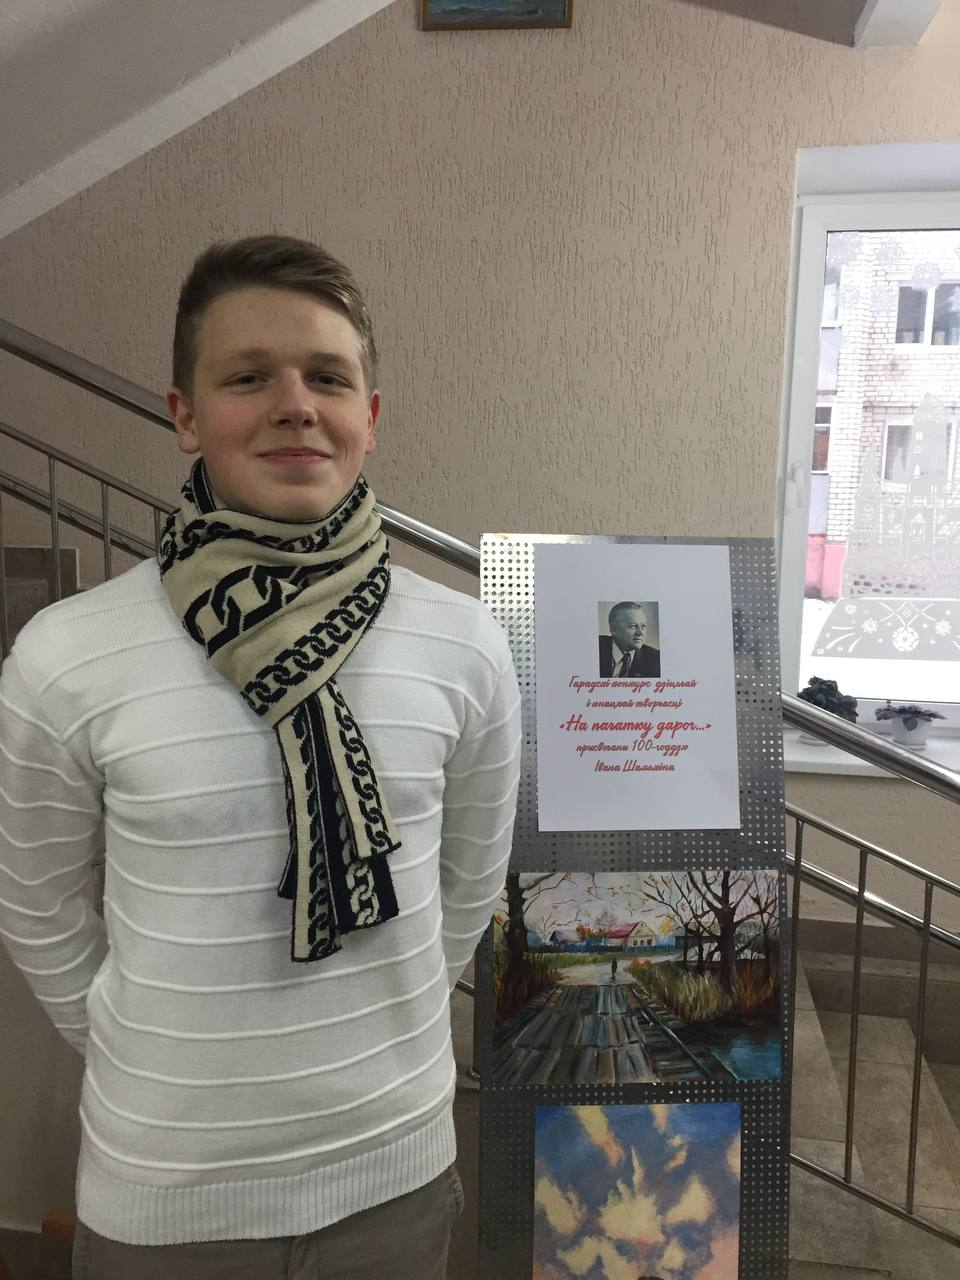 Гарадскі конкурс дзіцячай
і юнацкай творчасці
«На пачатку дарог...»
прысвечаны 100-годдзю
Івана Шамякіна